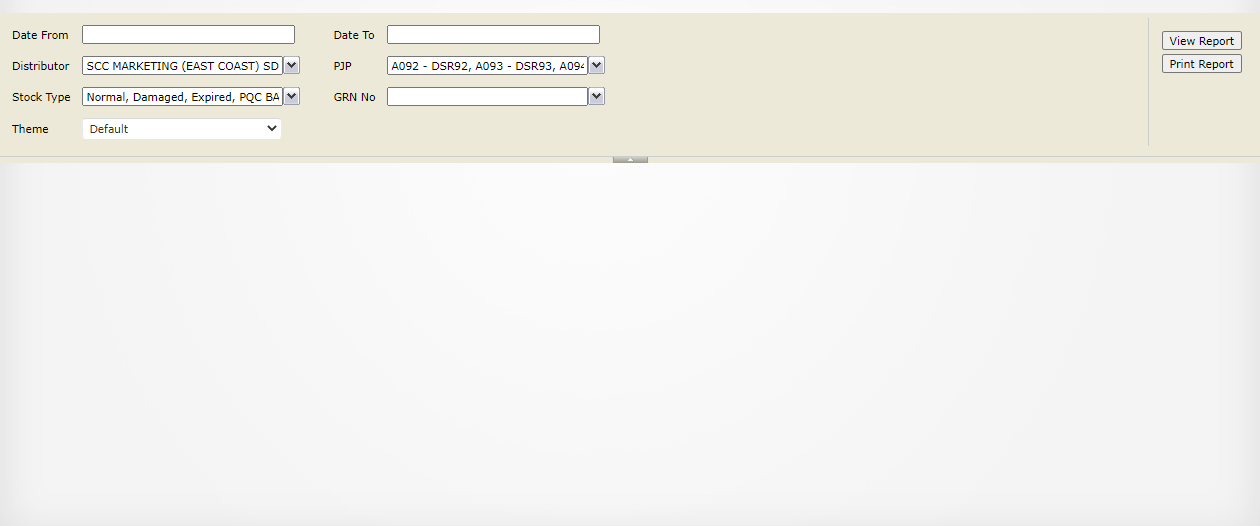 Date From Date To View Report
Distributor SCC MARKETING (EAST COAST) SD PJP A092 - DSR92, A093 - DSR93, A094 Print Report
Stock Type Normal, Damaged, Expired, PQC BA GRN No
Theme Default